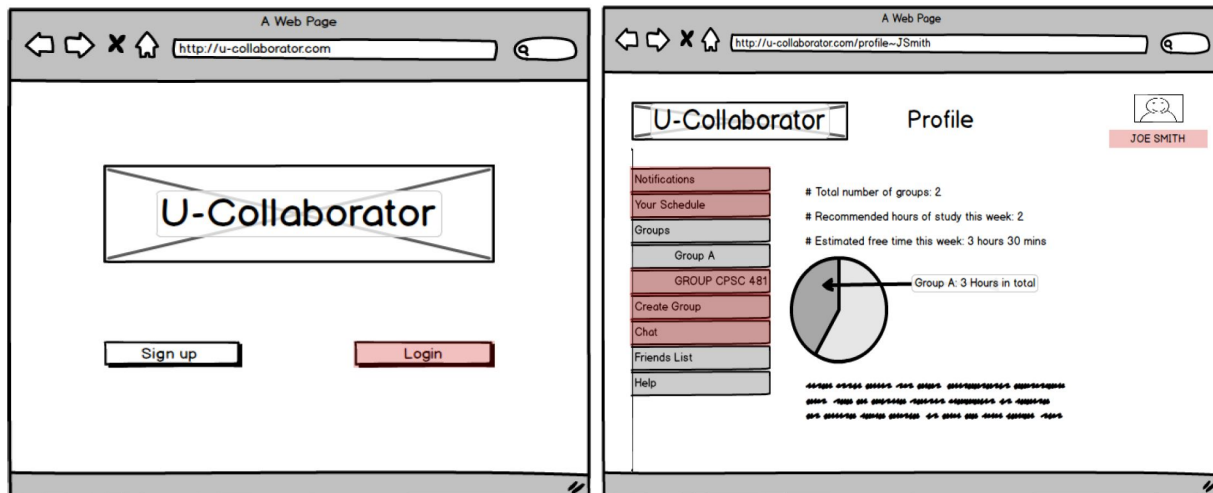 A Web Page
http://u-collaborator.com
U-Collaborator
Sign up
Login
A Web Page
http://u-collaborator.com/profile~JSmith
U-Collaborator
Profile
JOE SMITH
Notifications
Your Schedule
Groups
Group A
GROUP CPSC 481
Create Group
Chat
Friends List
Help
# Total number of groups: 2
# Recommended hours of study this week: 2
# Estimated free time this week: 3 hours 30 mins
Group A: 3 Hours in total